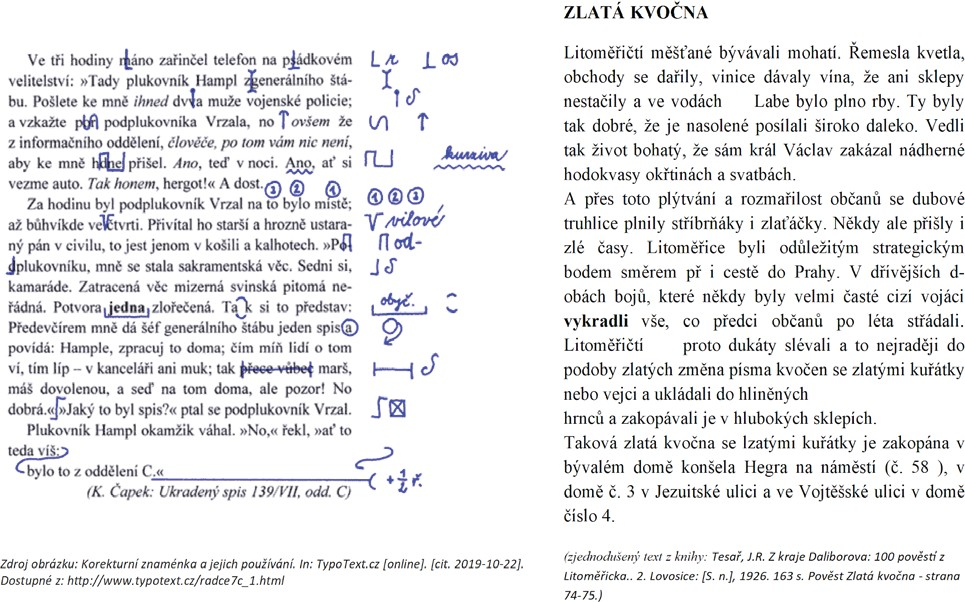 Ve tři hodiny máno zařinčel telefon na psádkovém r os
velitelství: »Tady plukovník Hampl zgenerálního štá-
bu. Pošlete ke mně ihned dvva muže vojenské policie;
a vzkažte pbň podplukovníka Vrzala, no ovšem že
z informačního oddělení, člověče, po tom vám nic není,
aby ke mně hdne přišel. Ano, teď v noci. Ano, ať si kurziva
vezme auto. Tak honem, hergot!« A dost.
3 2 1 1 2 3
Za hodinu byl podplukovník Vrzal na to bylo místě;
až bůhvíkde ve čtvrti. Přivítal ho starší a hrozně ustara- vilové
ný pán v civilu, to jest jenom v košili a kalhotech. »Po od-
dplukovníku, mně se stala sakramentská věc. Sedni si,
kamaráde. Zatracená věc mizerná svinská pitomá ne-
řádná. Potvora jedna zlořečená. Ta k si to představ: obyč.
Předevčírem mně dá šéf generálního štábu jeden spis a
povídá: Hample, zpracuj to doma; čím míň lidí o tom
ví, tím líp – v kanceláři ani muk; tak přece vůbec marš,
máš dovolenou, a seď na tom doma, ale pozor! No
dobrá.«»Jaký to byl spis?« ptal se podplukovník Vrzal.
Plukovník Hampl okamžik váhal. »No,« řekl, »ať to
teda víš:
bylo to z oddělení C.« + 1/2 ř.
(K. Čapek: Ukradený spis 139/VII, odd. C)
Zdroj obrázku: Korekturní znaménka a jejich používání. In: TypoText.cz [online]. [cit. 2019-10-22].
Dostupné z: http://www.typotext.cz/radce7c_1.html
ZLATÁ KVOČNA
Litoměřičtí měšťané bývávali mohatí. Řemesla kvetla,
obchody se dařily, vinice dávaly vína, že ani sklepy
nestačily a ve vodách Labe bylo plno rby. Ty byly
tak dobré, že je nasolené posílali široko daleko. Vedli
tak život bohatý, že sám král Václav zakázal nádherné
hodokvasy okřtinách a svatbách.
A přes toto plýtvání a rozmařilost občanů se dubové
truhlice plnily stříbrňáky i zlaťáčky. Někdy ale přišly i
zlé časy. Litoměřice byli odůležitým strategickým
bodem směrem př i cestě do Prahy. V dřívějších d-
obách bojů, které někdy byly velmi časté cizí vojáci
vykradli vše, co předci občanů po léta střádali.
Litoměřičtí proto dukáty slévali a to nejraději do
podoby zlatých změna písma kvočen se zlatými kuřátky
nebo vejci a ukládali do hliněných
hrnců a zakopávali je v hlubokých sklepích.
Taková zlatá kvočna se lzatými kuřátky je zakopána v
bývalém domě konšela Hegra na náměstí (č. 58 ), v
domě č. 3 v Jezuitské ulici a ve Vojtěšské ulici v domě
číslo 4.
(zjednodušený text z knihy: Tesař, J.R. Z kraje Daliborova: 100 pověstí z
Litoměřicka.. 2. Lovosice: [S. n.], 1926. 163 s. Pověst Zlatá kvočna - strana
74-75.)